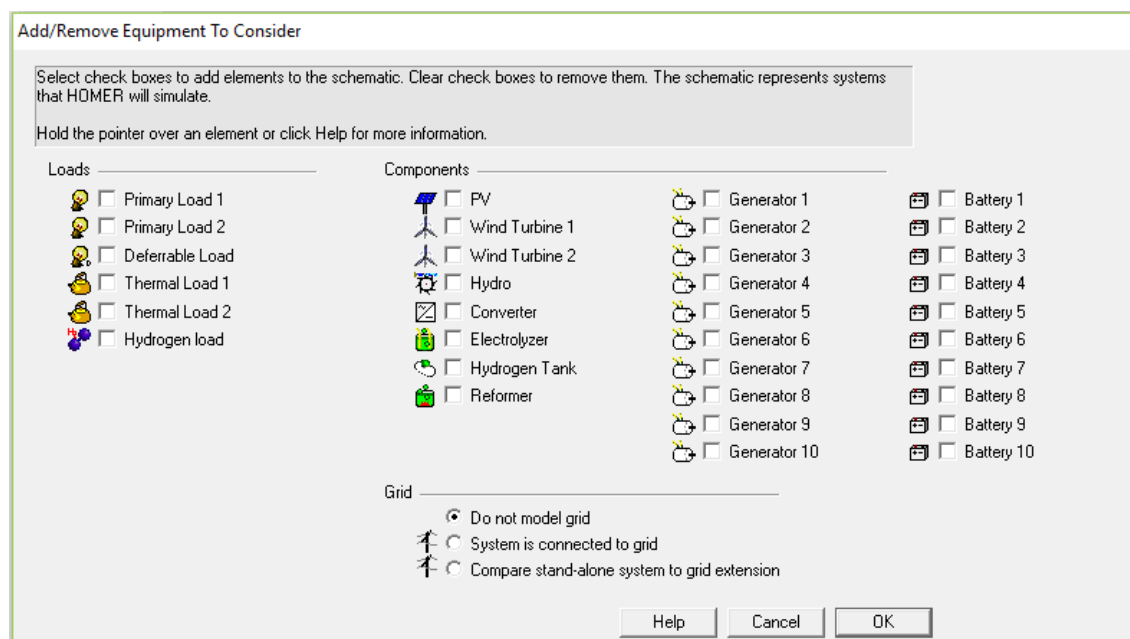 Add/Remove Equipment To Consider
Select check boxes to add elements to the schematic. Clear check boxes to remove them. The schematic represents systems
that HOMER will simulate.
Hold the pointer over an element or click Help for more information.
Loads
Primary Load 1
Primary Load 2
Deferrable Load
Thermal Load 1
Thermal Load 2
Hydrogen load
Components
PV
Wind Turbine 1
Wind Turbine 2
Hydro
Converter
Electrolyzer
Hydrogen Tank
Reformer
Generator 1
Generator 2
Generator 3
Generator 4
Generator 5
Generator 6
Generator 7
Generator 8
Generator 9
Generator 10
Battery 1
Battery 2
Battery 3
Battery 4
Battery 5
Battery 6
Battery 7
Battery 8
Battery 9
Battery 10
Grid
Do not model grid
System is connected to grid
Compare stand-alone system to grid extension
Help
Cancel
OK